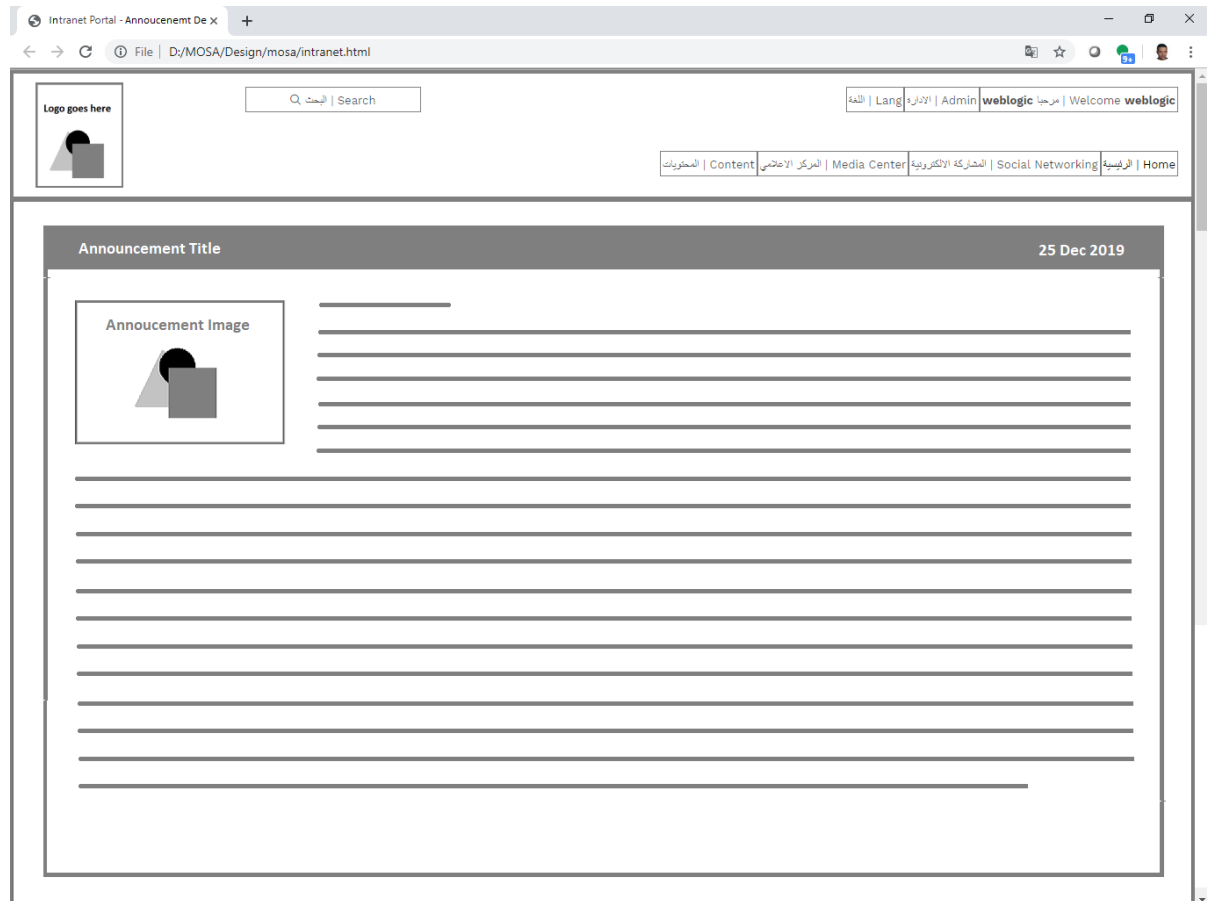 Intranet Portal - Annoucenemt De
File | D:/MOSA/Design/mosa/intranet.html
9+
Logo goes here
البحث | Search
اللغة | Lang
الادارة | Admin
مرحبا weblogic | Welcome weblogic
المحتويات | Content
المركز الاعلامي | Media Center
المشاركة الالكترونية | Social Networking
الرئيسية | Home
Announcement Title
25 Dec 2019
Annoucement Image